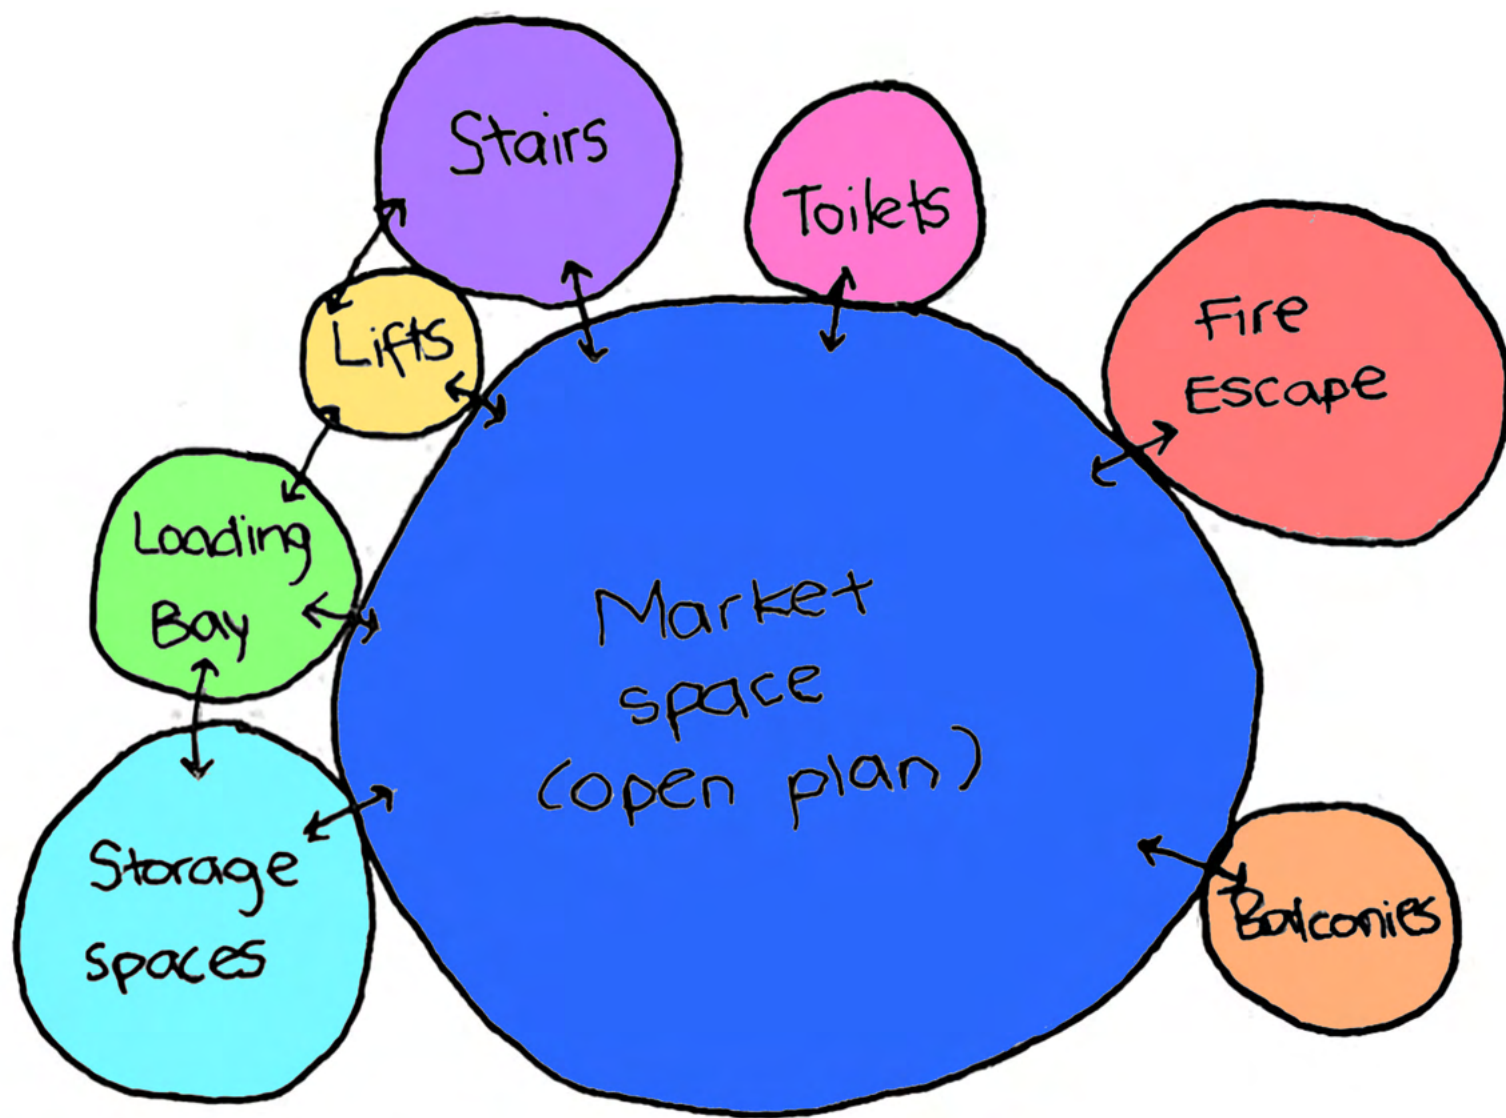 Stairs
Toilets
Fire
Escape
Lifts
Loading
Bay
Market
space
(open plan)
Storage
spaces
Balconies